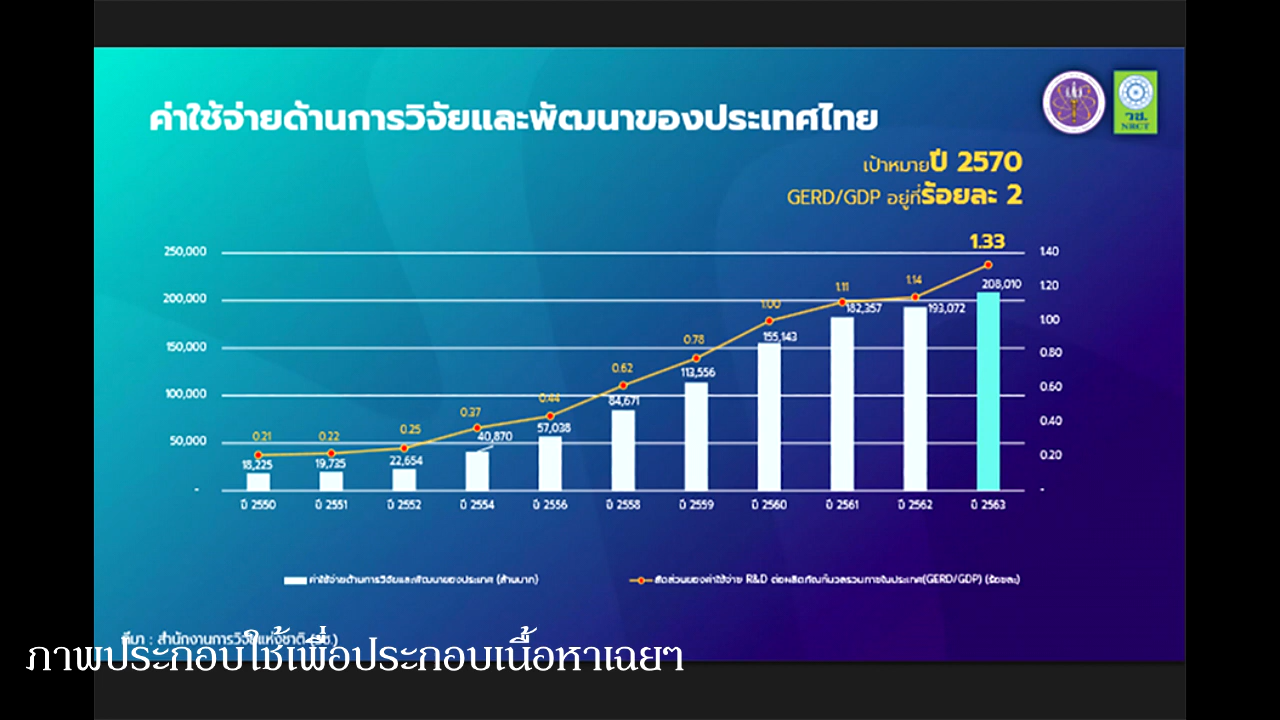 ค่าใช้จ่ายด้านการวิจัยและพัฒนาของประเทศไทย
วช.
NRCT
เป้าหมายปี 2570
GERD/GDP อยู่ที่ร้อยละ 2
250,000
200,000
150,000
100,000
50,000
-
1.40
1.20
1.00
0.80
0.60
0.40
0.20
-
0.21
0.22
0.25
0.37
0.44
0.62
0.78
1.00
1.11
1.14
1.33
18,225
19,735
22,654
40,870
57,038
84,671
113,556
155,143
182,357
193,072
208,010
ปี 2550
ปี 2551
ปี 2552
ปี 2554
ปี 2556
ปี 2558
ปี 2559
ปี 2560
ปี 2561
ปี 2562
ปี 2563
ค่าใช้จ่ายด้านการวิจัยและพัฒนาของประเทศ (ล้านบาท)
สัดส่วนของค่าใช้จ่าย R&D ต่อผลิตภัณฑ์มวลรวมภายในประเทศ(GERD/GDP) (ร้อยละ)
ที่มา : สำนักงานการวิจัยแห่งชาติ (วช.)
ภาพประกอบใช้เพื่อประกอบเนื้อหาเฉยๆ